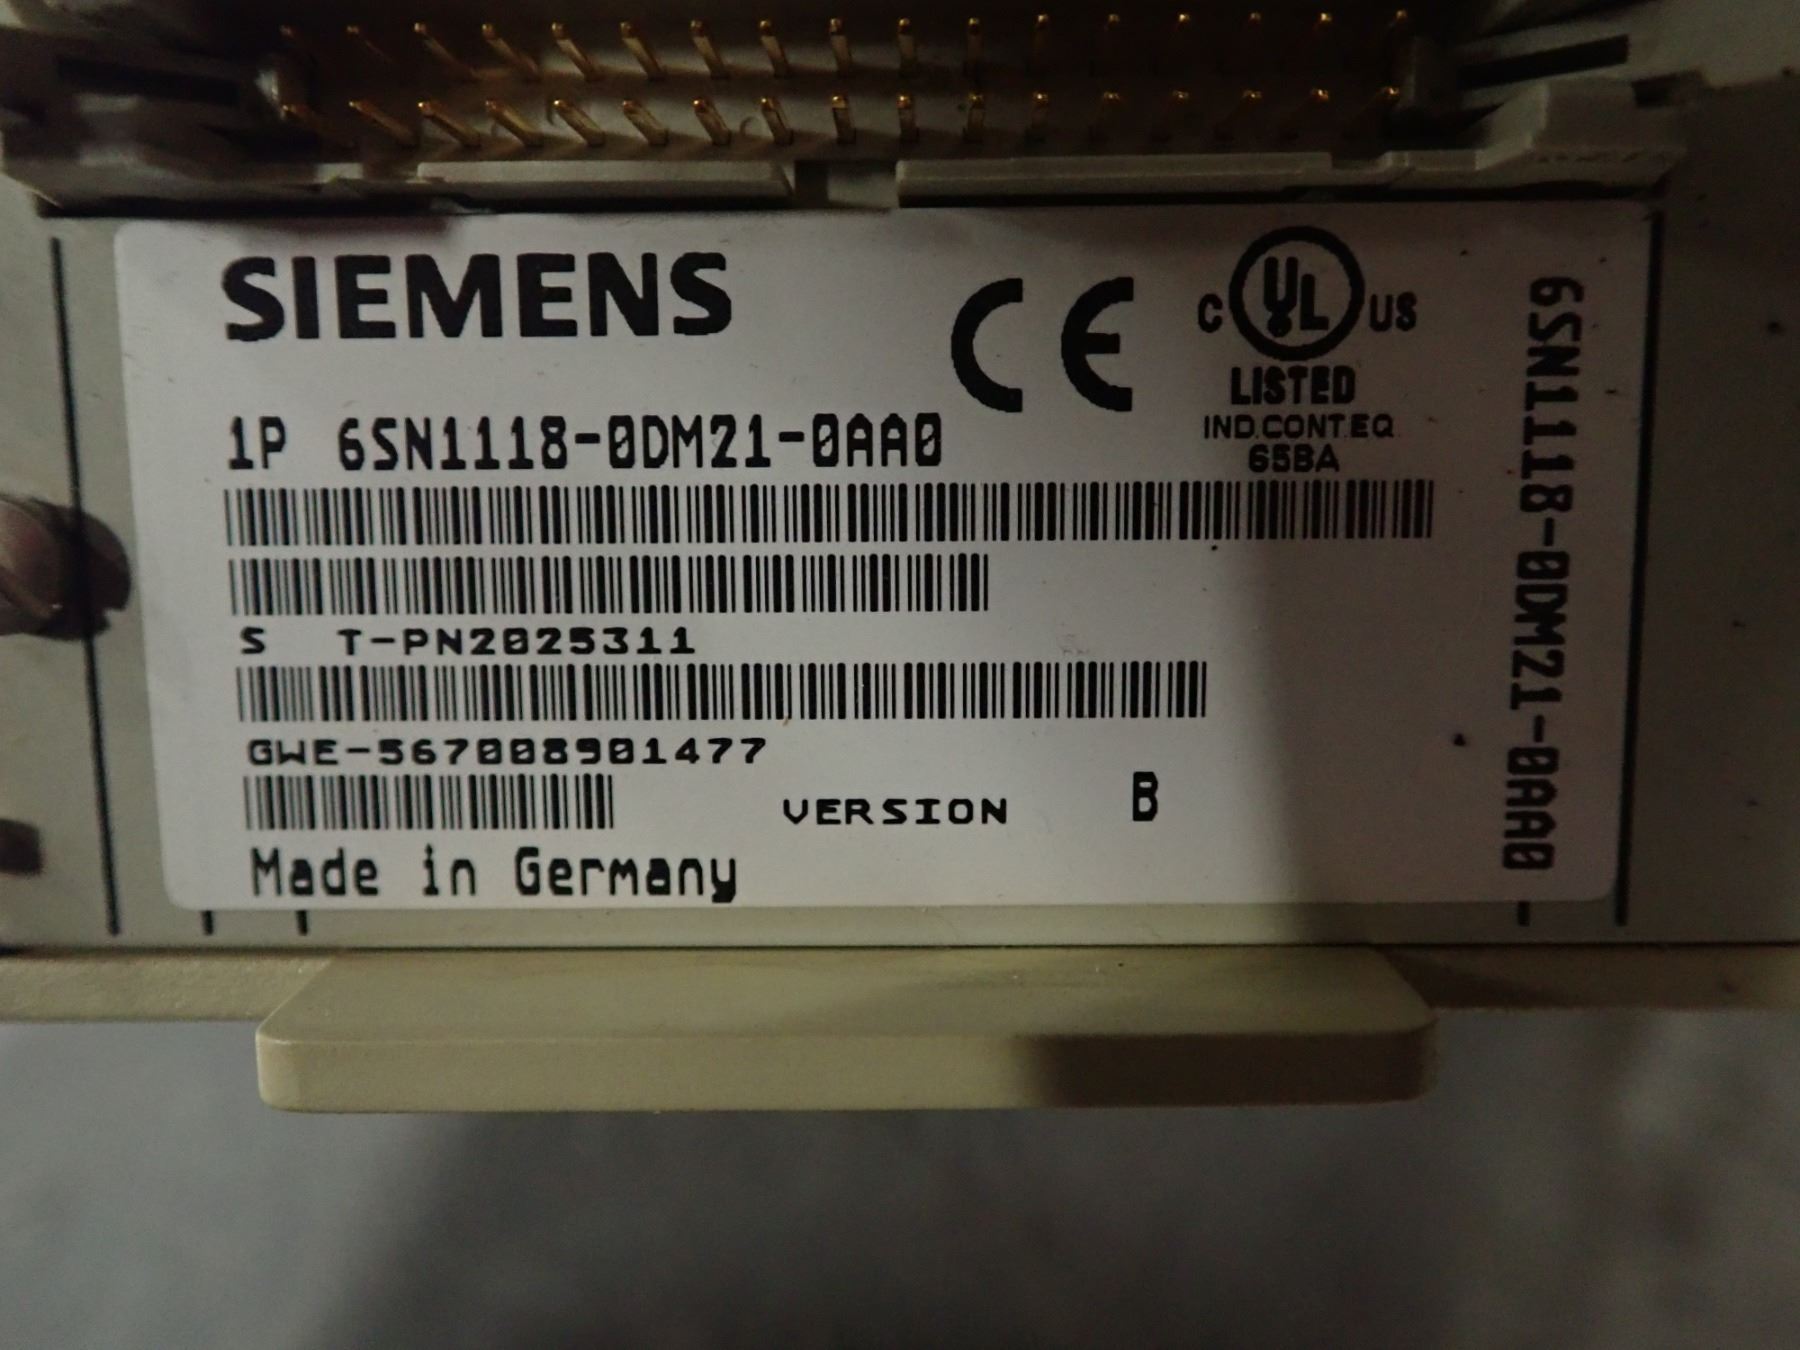 SIEMENS
CE
C UL US
LISTED
IND.CONT.EQ
65BA
1P 6SN1118-0DM21-0AA0
S T-PN2025311
GWE-567008901477
VERSION B
Made in Germany
6SN1118-0DM21-0AA0-